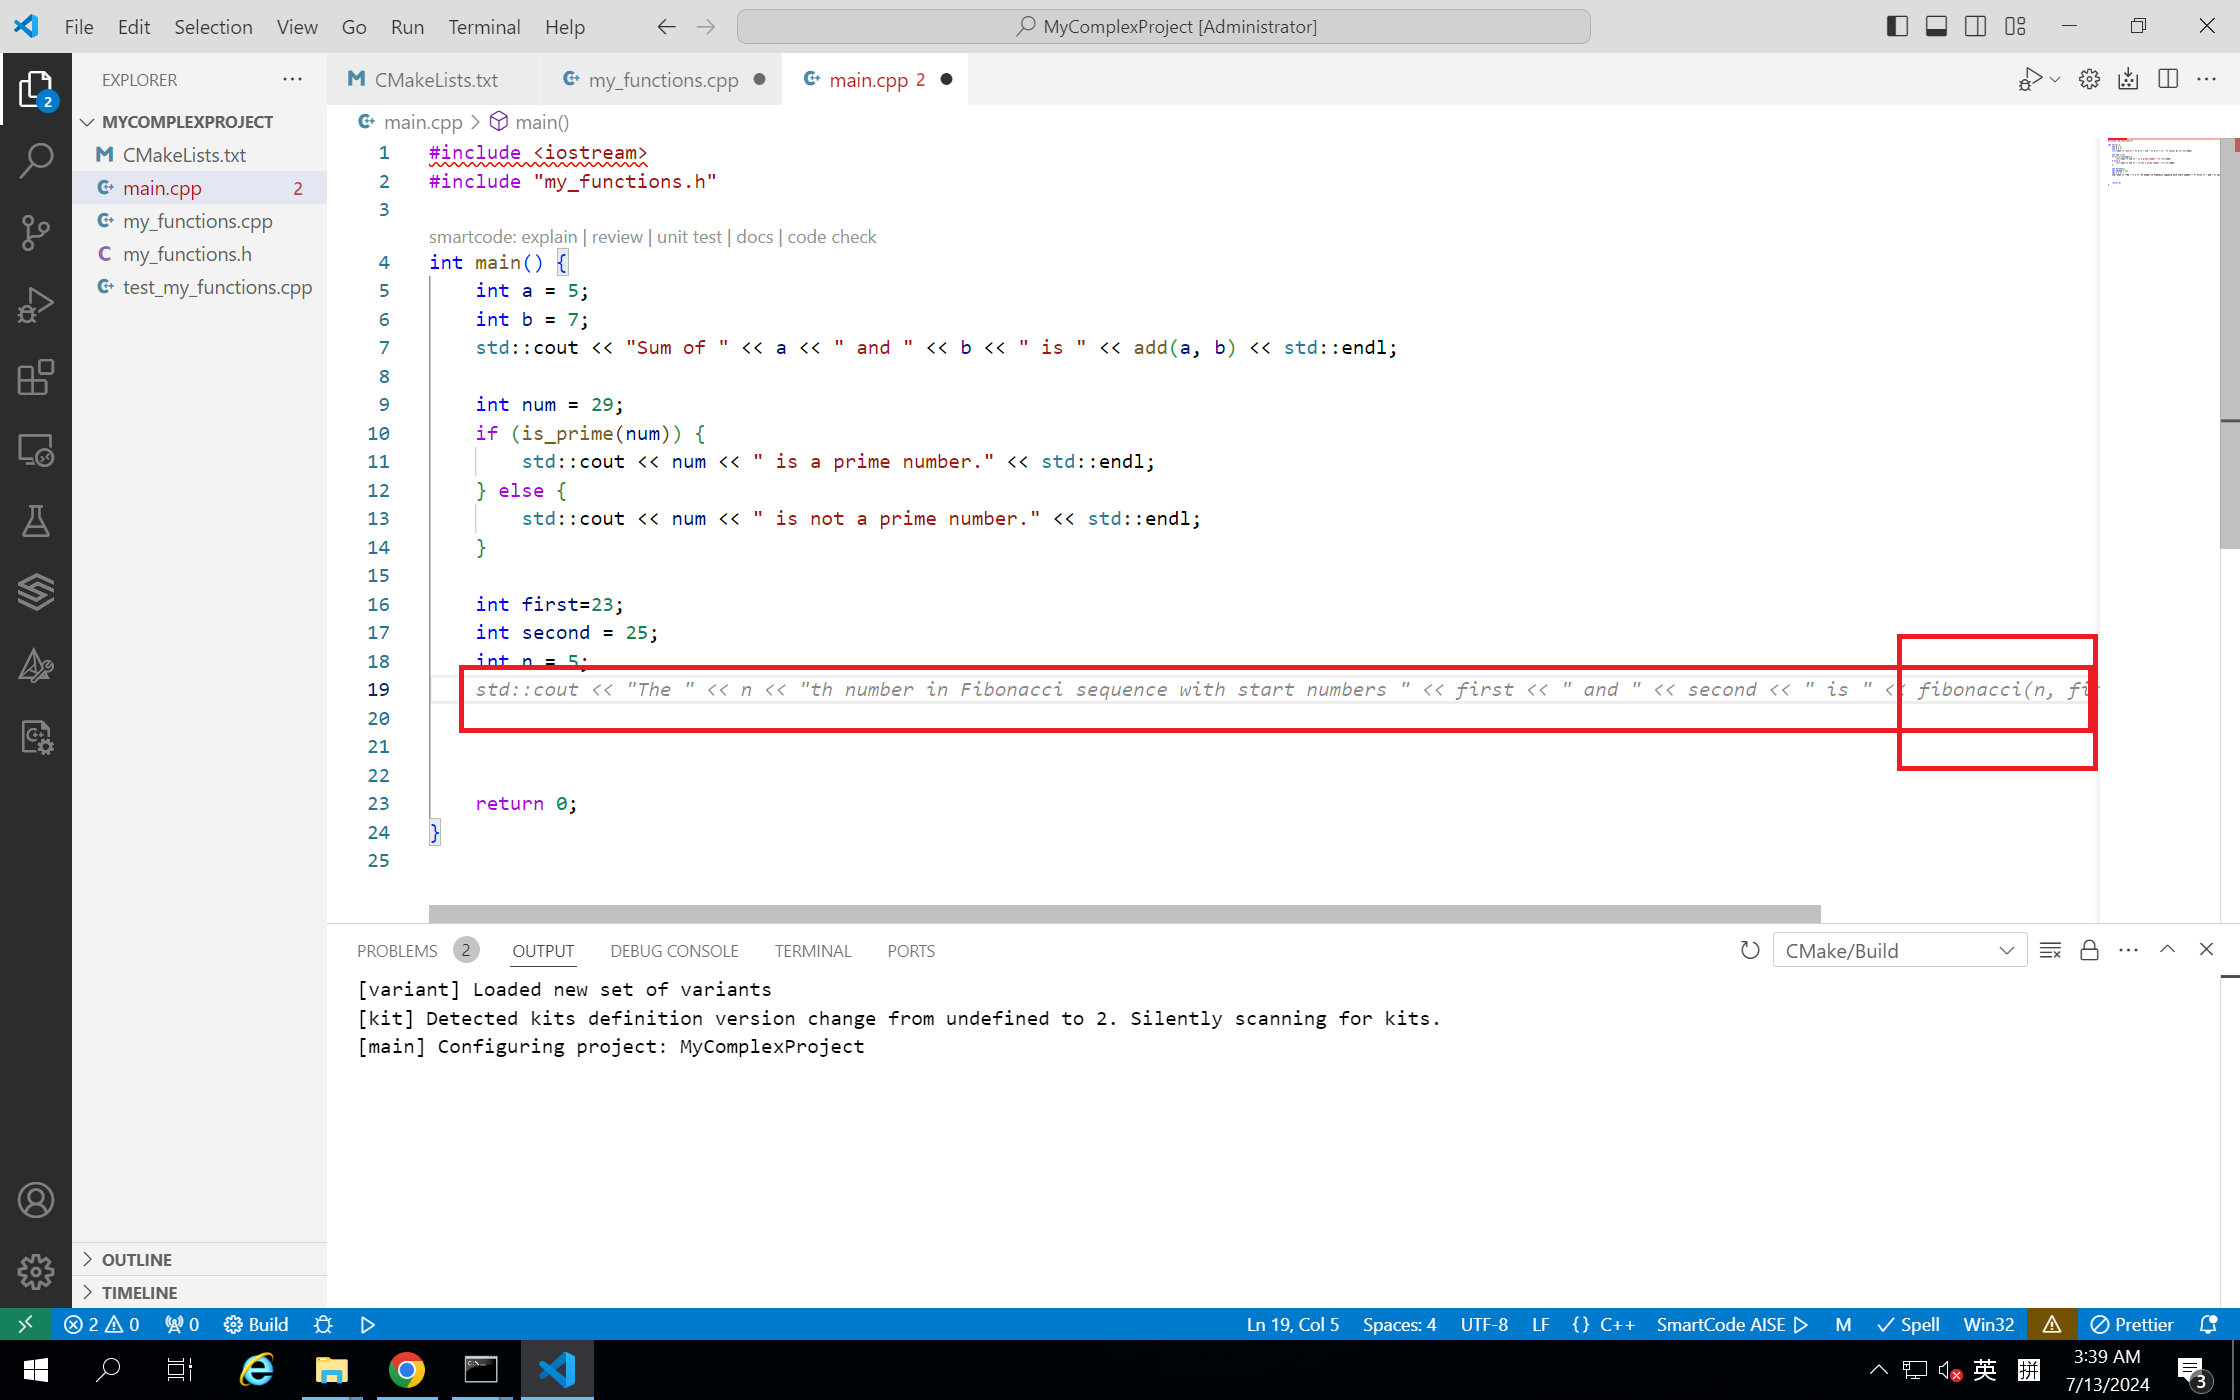 File Edit Selection View Go Run Terminal Help
MyComplexProject [Administrator]
2
EXPLORER
MYCOMPLEXPROJECT
CMakeLists.txt
main.cpp 2
my_functions.cpp
my_functions.h
test_my_functions.cpp
OUTLINE
TIMELINE
CMakeLists.txt my_functions.cpp main.cpp 2
main.cpp > main()
1 #include <iostream>
2 #include "my_functions.h"
3
smartcode: explain | review | unit test | docs | code check
4 int main() {
5 int a = 5;
6 int b = 7;
7 std::cout << "Sum of " << a << " and " << b << " is " << add(a, b) << std::endl;
8
9 int num = 29;
10 if (is_prime(num)) {
11 std::cout << num << " is a prime number." << std::endl;
12 } else {
13 std::cout << num << " is not a prime number." << std::endl;
14 }
15
16 int first=23;
17 int second = 25;
18 int n = 5;
19 std::cout << "The " << n << "th number in Fibonacci sequence with start numbers " << first << " and " << second << " is " << fibonacci(n, fi
20
21
22
23 return 0;
24 }
25
PROBLEMS 2 OUTPUT DEBUG CONSOLE TERMINAL PORTS
CMake/Build
[variant] Loaded new set of variants
[kit] Detected kits definition version change from undefined to 2. Silently scanning for kits.
[main] Configuring project: MyComplexProject
2 0 0 Build
Ln 19, Col 5 Spaces: 4 UTF-8 LF {} C++ SmartCode AISE M Spell Win32 Prettier
英 拼
3:39 AM
7/13/2024
3